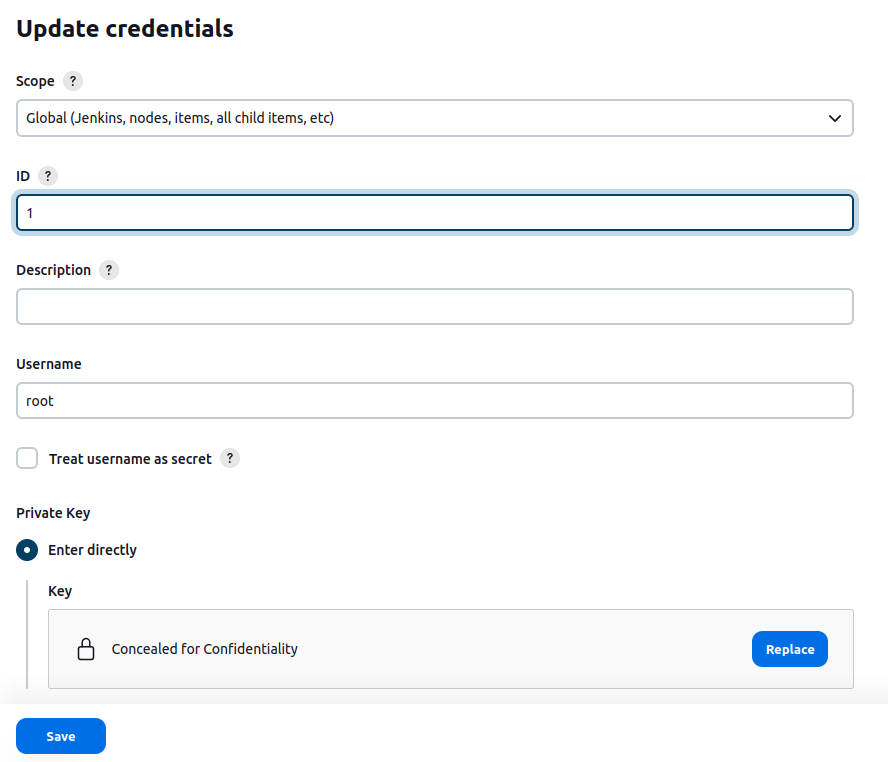 Update credentials
Scope ?
Global (Jenkins, nodes, items, all child items, etc)
ID ?
1
Description ?
Username
root
Treat username as secret ?
Private Key
Enter directly
Key
Concealed for Confidentiality
Replace
Save